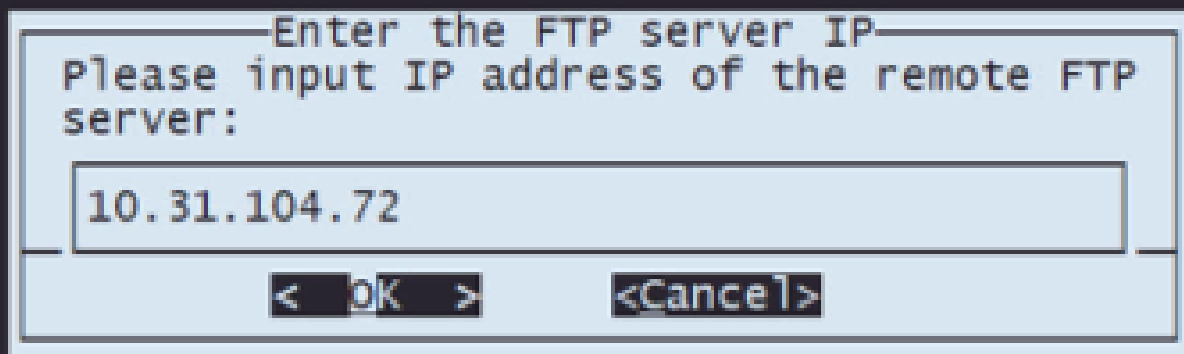 Enter the FTP server IP
Please input IP address of the remote FTP
server:
10.31.104.72
<  OK  > <Cancel>